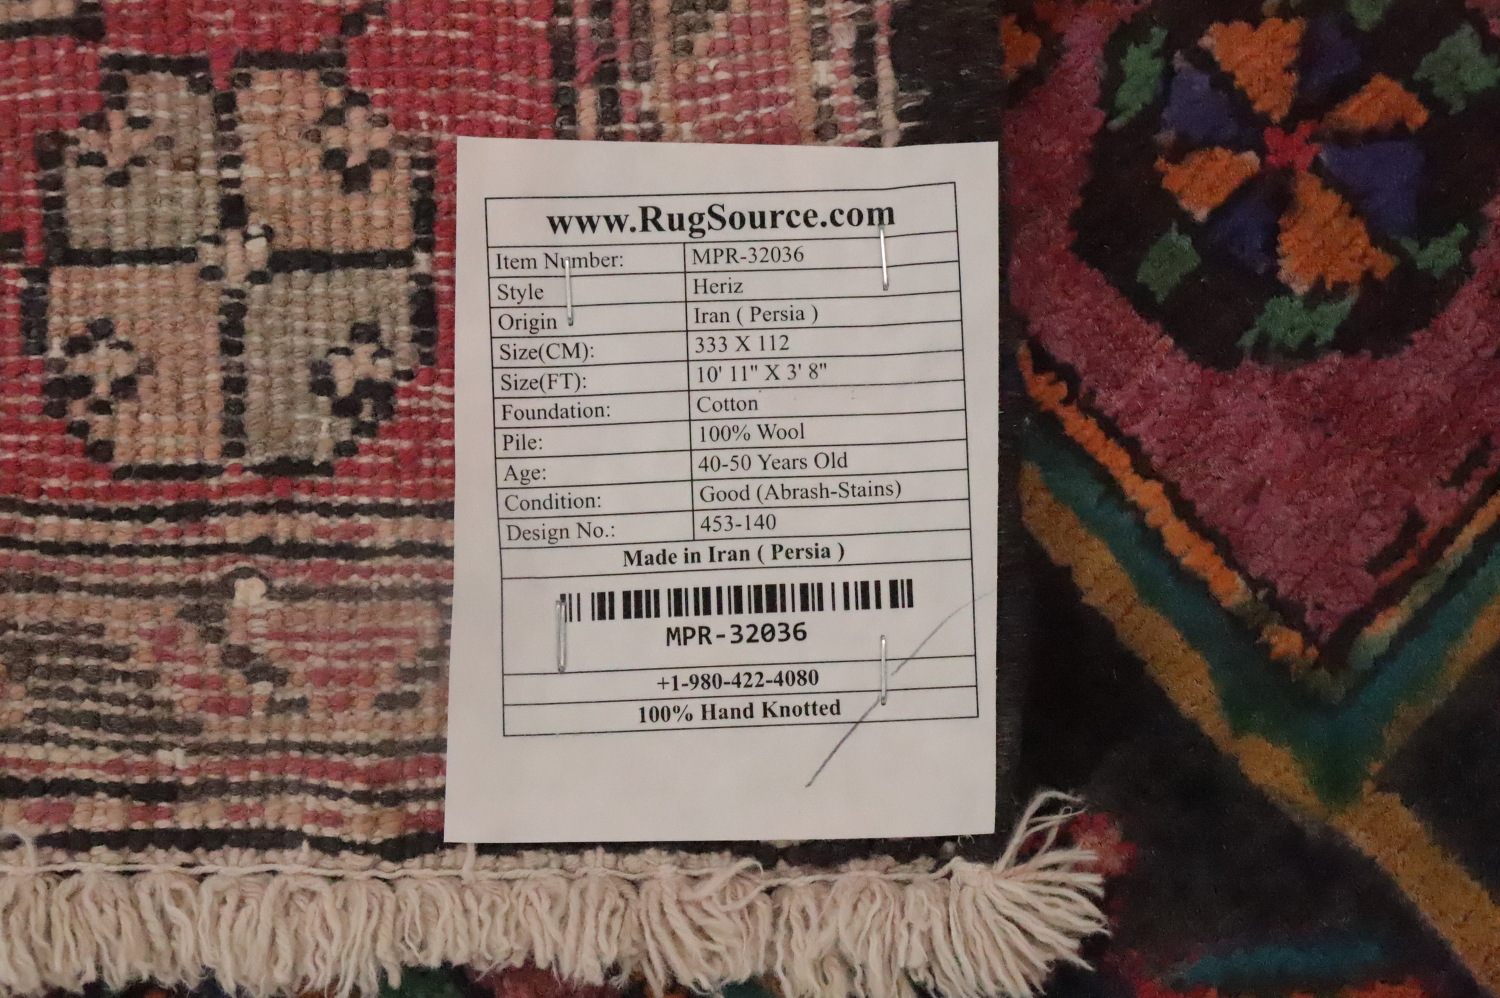 www.RugSource.com
Item Number: MPR-32036
Style Heriz
Origin Iran ( Persia )
Size(CM): 333 X 112
Size(FT): 10' 11" X 3' 8"
Foundation: Cotton
Pile: 100% Wool
Age: 40-50 Years Old
Condition: Good (Abrash-Stains)
Design No.: 453-140
Made in Iran ( Persia )
MPR-32036
+1-980-422-4080
100% Hand Knotted